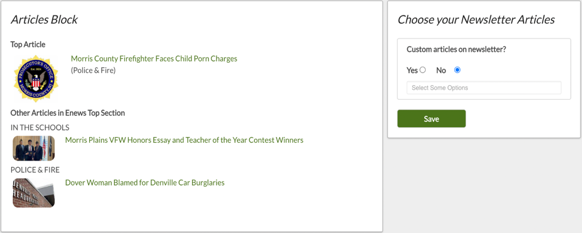 Articles Block
Top Article
Morris County Firefighter Faces Child Porn Charges
(Police & Fire)
Other Articles in Enews Top Section
IN THE SCHOOLS
Morris Plains VFW Honors Essay and Teacher of the Year Contest Winners
POLICE & FIRE
Dover Woman Blamed for Denville Car Burglaries
Choose your Newsletter Articles
Custom articles on newsletter?
Yes No
Select Some Options
Save